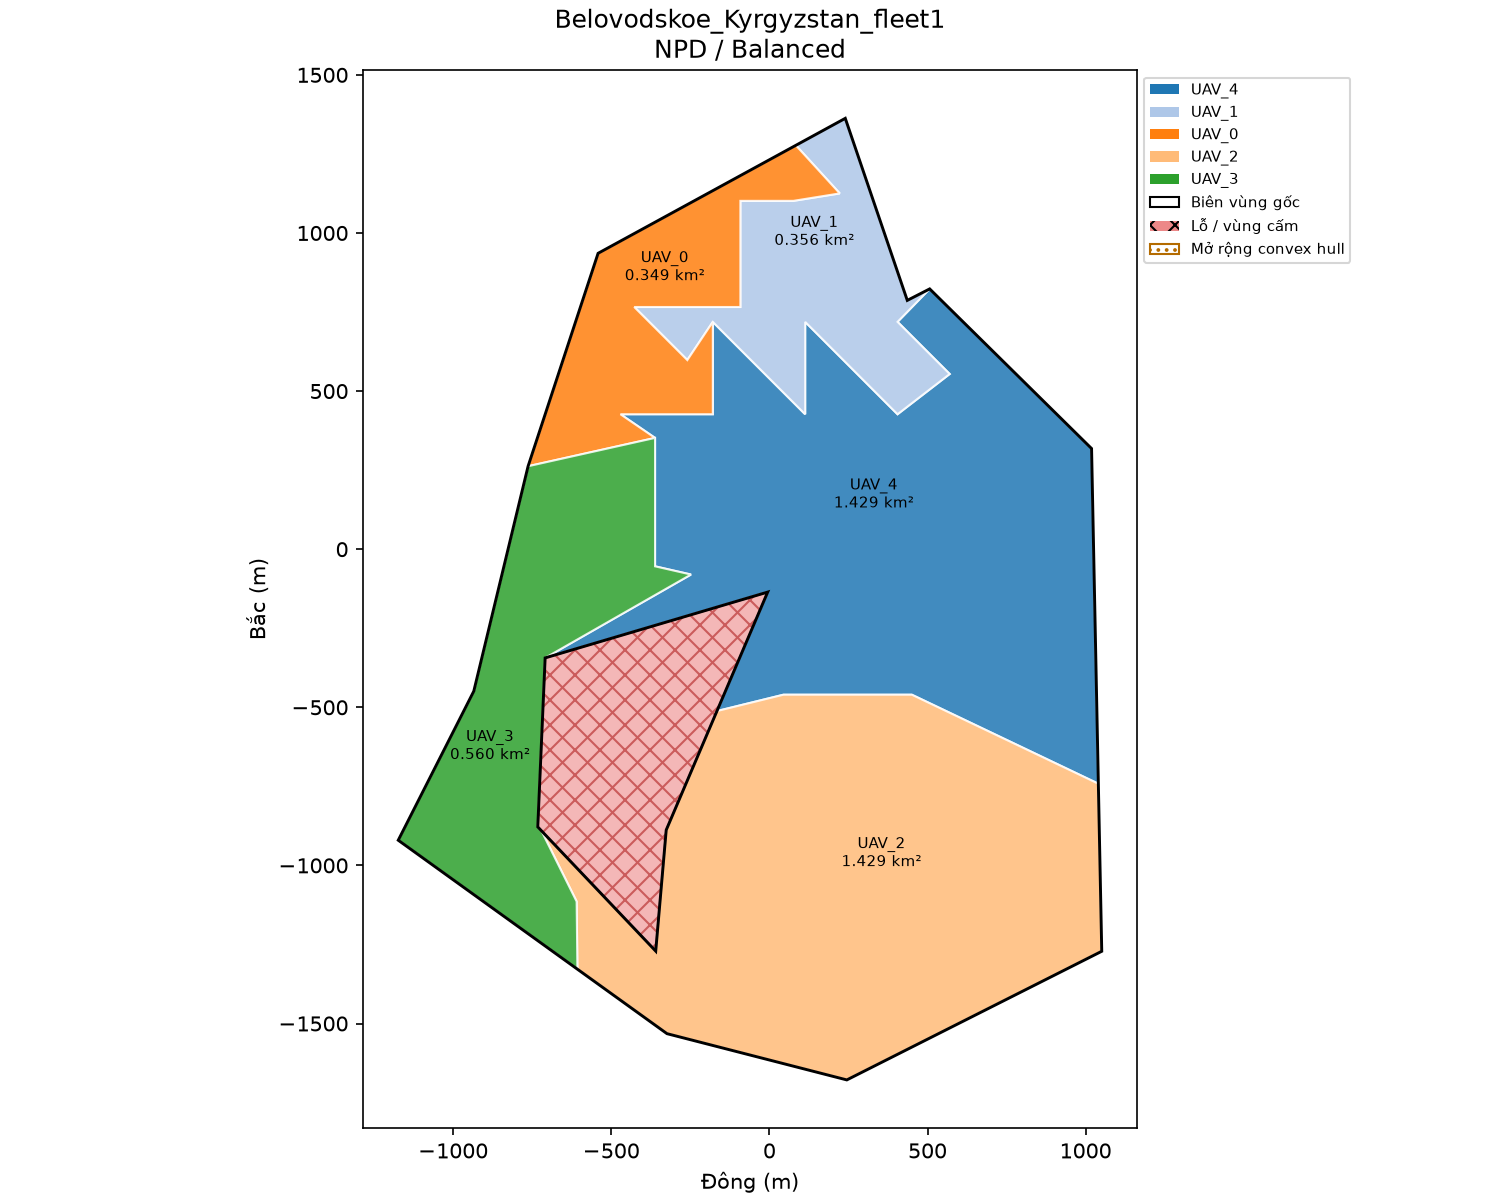 Belovodskoe_Kyrgyzstan_fleet1
NPD / Balanced
UAV_4
UAV_1
UAV_0
UAV_2
UAV_3
Biên vùng gốc
Lỗ / vùng cấm
Mở rộng convex hull
1500
1000
500
0
−500
−1000
−1500
Bắc (m)
UAV_1
0.356 km²
UAV_0
0.349 km²
UAV_4
1.429 km²
UAV_3
0.560 km²
UAV_2
1.429 km²
−1000
−500
0
500
1000
Đông (m)